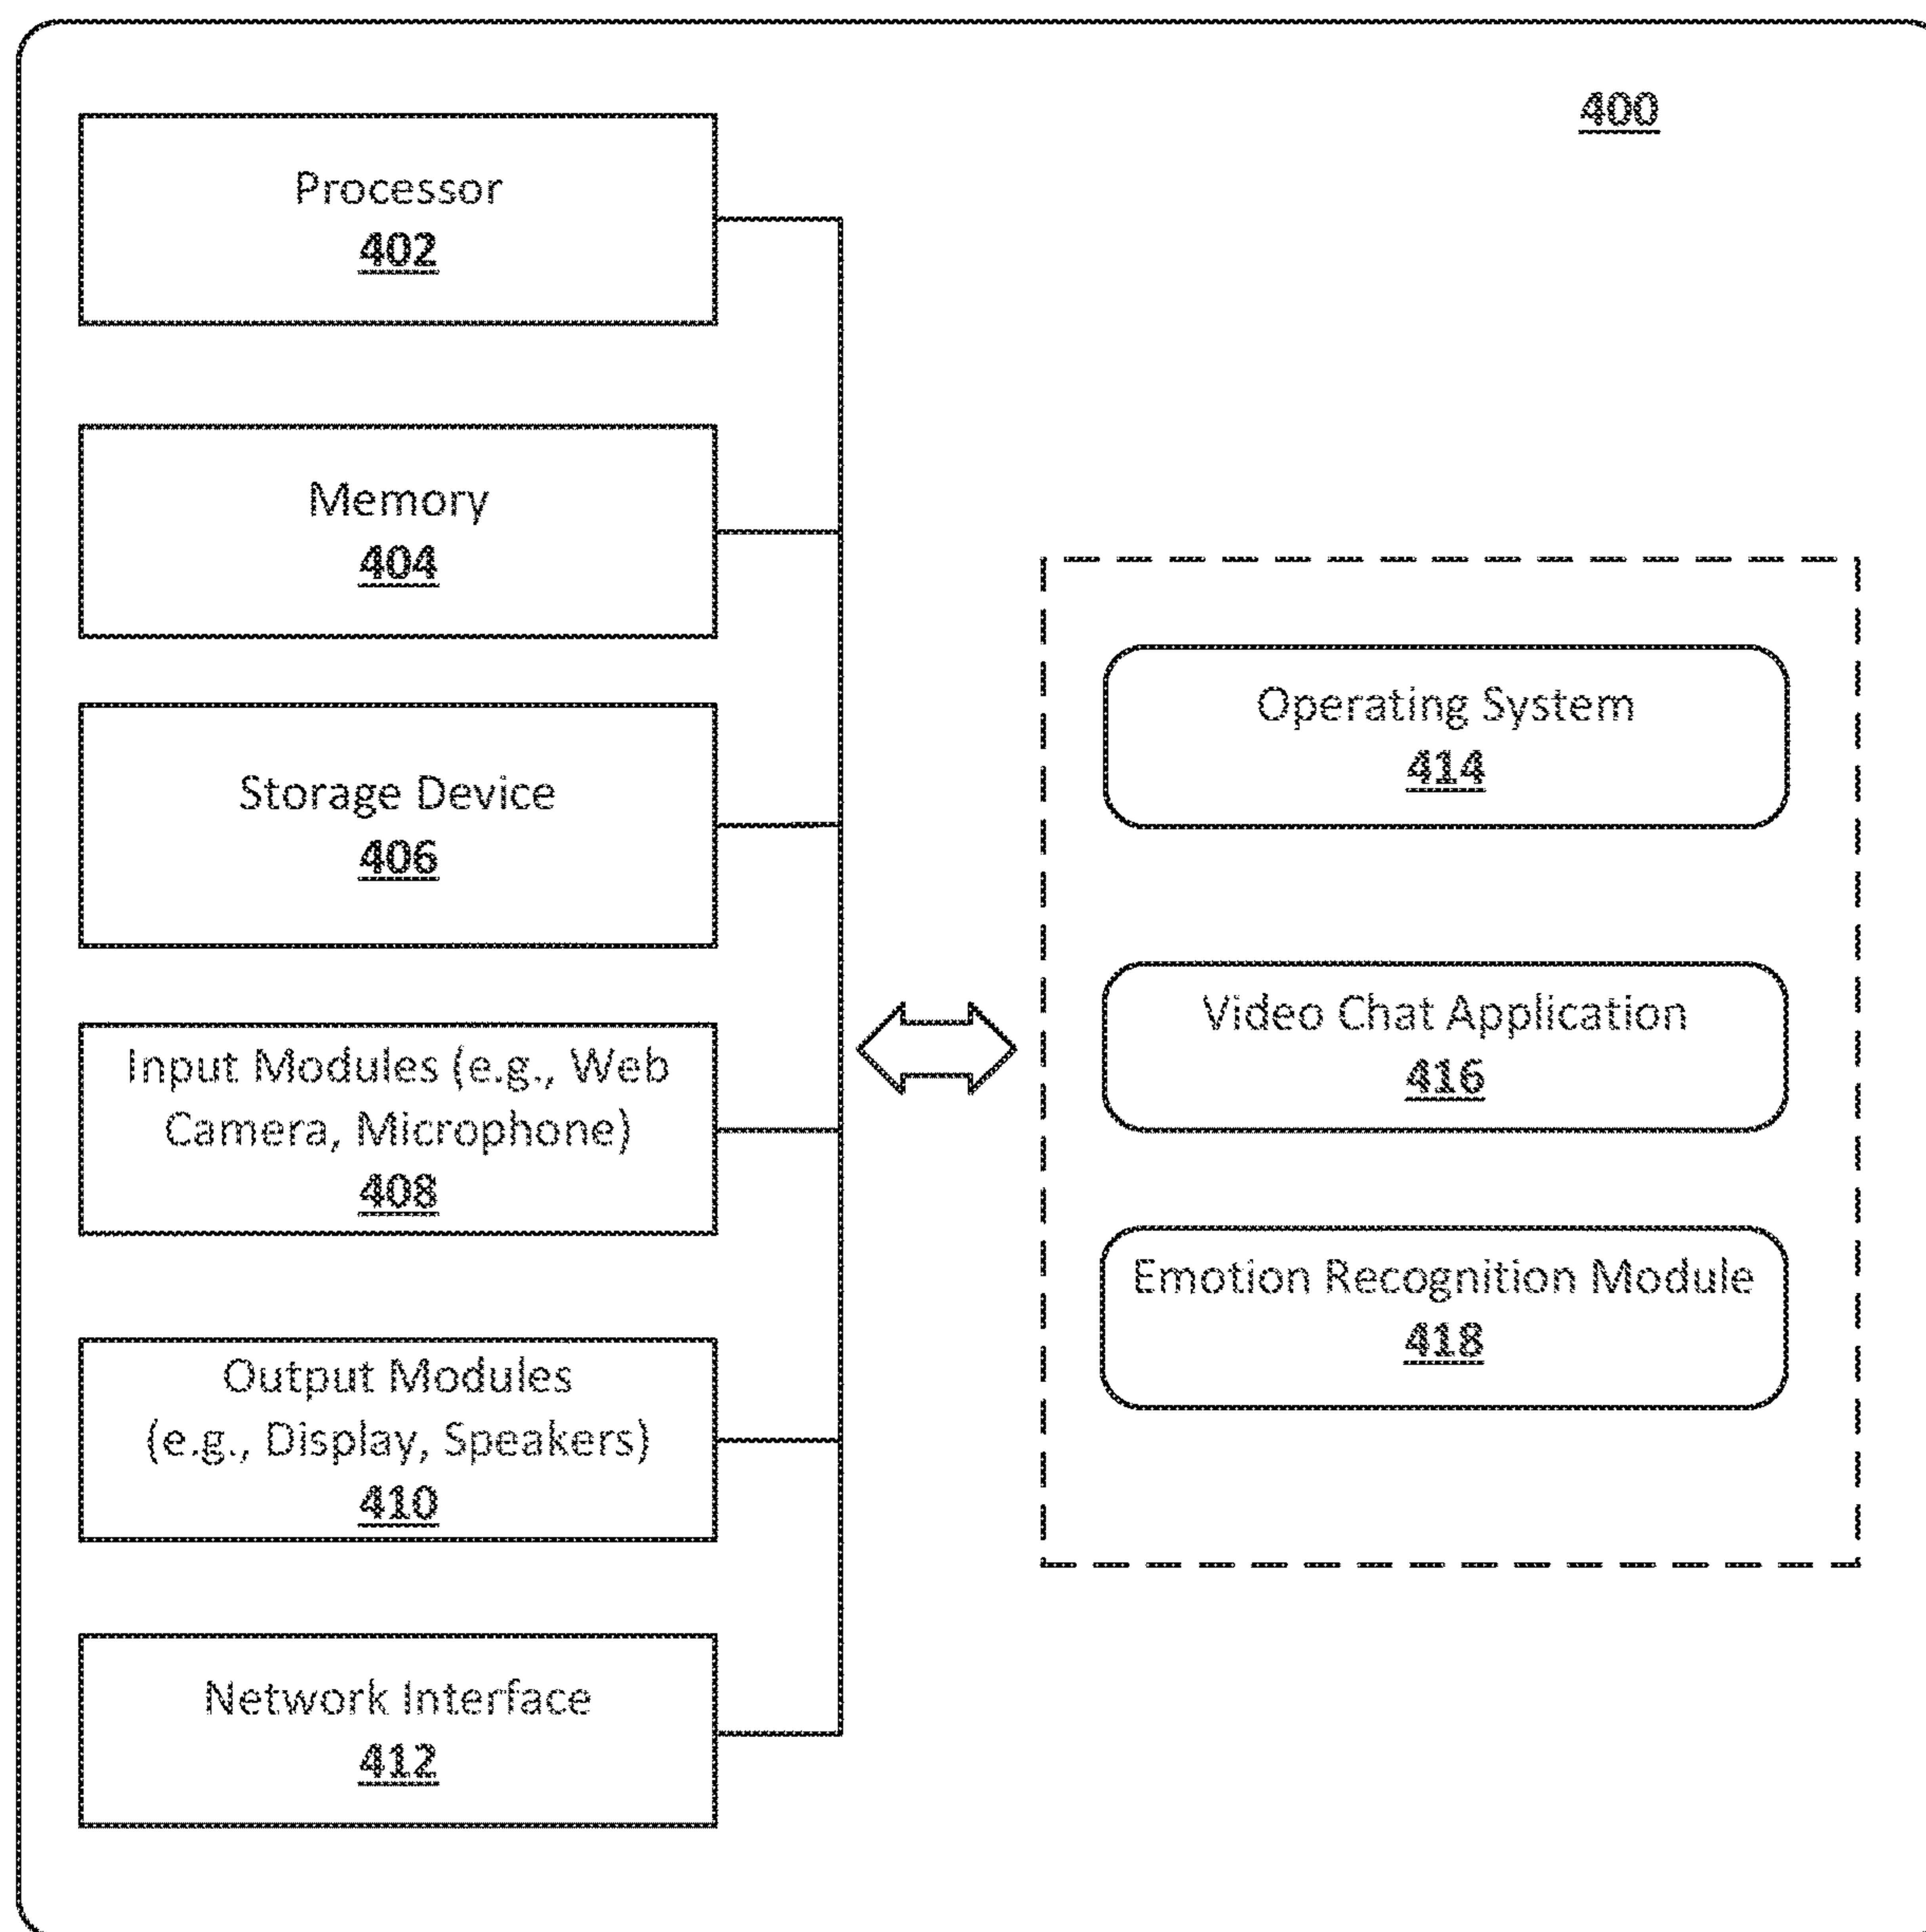 400
Processor
402
Memory
404
Storage Device
406
Input Modules (e.g., Web
Camera, Microphone)
408
Output Modules
(e.g., Display, Speakers)
410
Network Interface
412
Operating System
414
Video Chat Application
416
Emotion Recognition Module
418